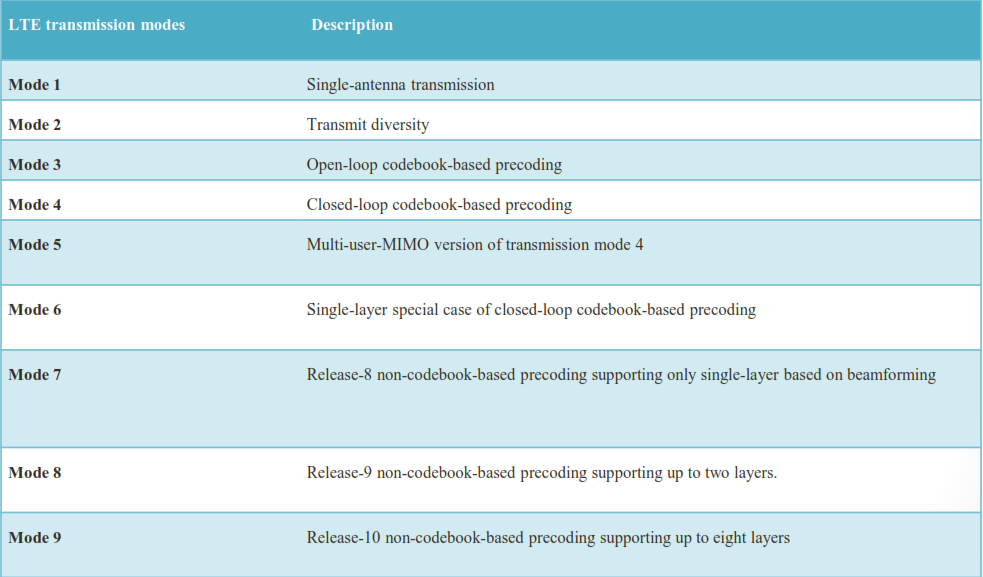 LTE transmission modes Description
Mode 1 Single-antenna transmission
Mode 2 Transmit diversity
Mode 3 Open-loop codebook-based precoding
Mode 4 Closed-loop codebook-based precoding
Mode 5 Multi-user-MIMO version of transmission mode 4
Mode 6 Single-layer special case of closed-loop codebook-based precoding
Mode 7 Release-8 non-codebook-based precoding supporting only single-layer based on beamforming
Mode 8 Release-9 non-codebook-based precoding supporting up to two layers.
Mode 9 Release-10 non-codebook-based precoding supporting up to eight layers